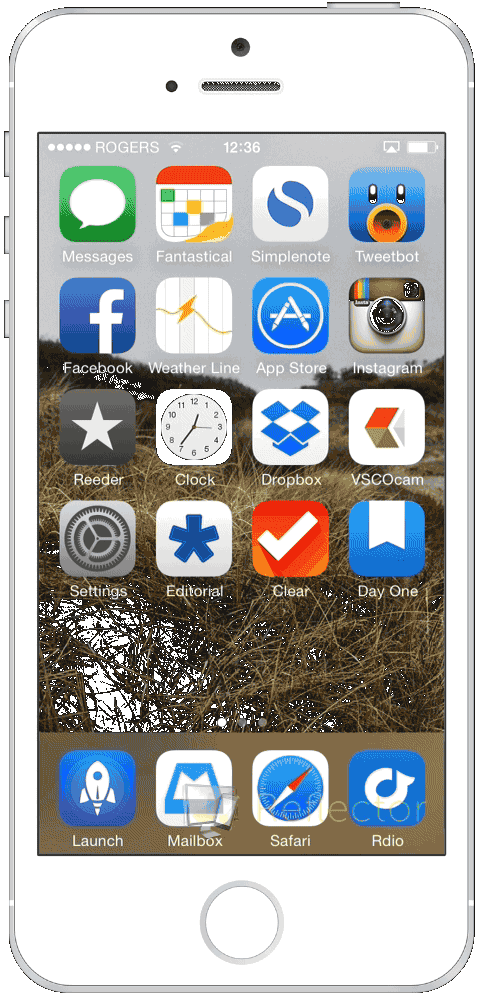 ROGERS 12:36
Messages Fantastical Simplenote Tweetbot
Facebook Weather Line App Store Instagram
Reeder Clock Dropbox VSCOcam
Settings Editorial Clear Day One
Reflector
Launch Mailbox Safari Rdio